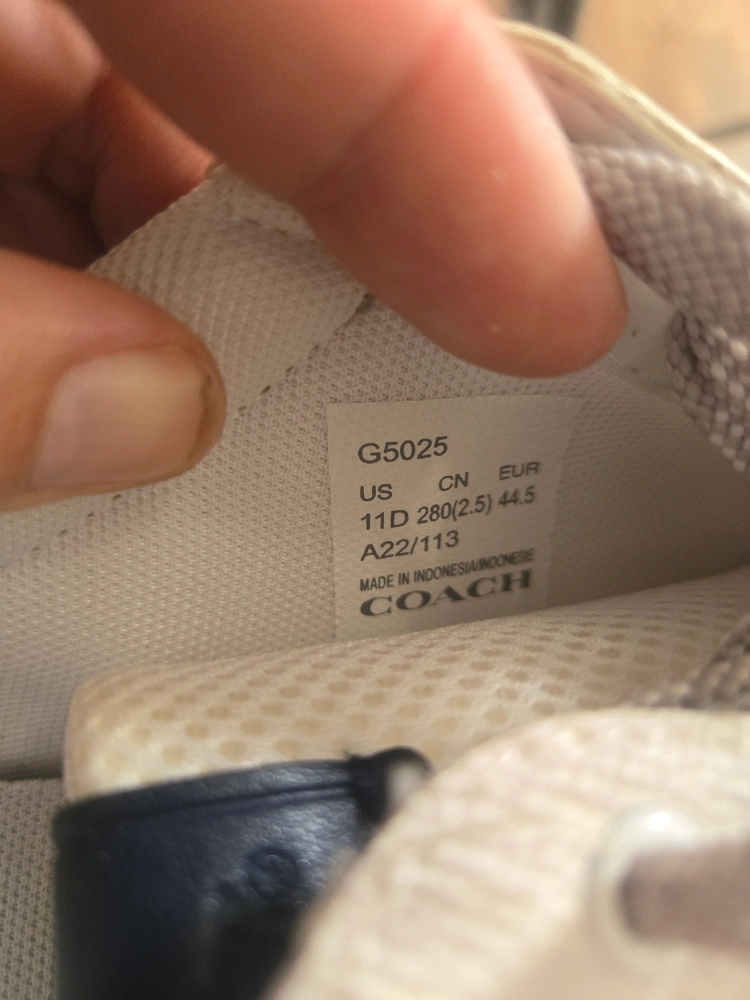 G5025
US CN EUR
11D 280(2.5) 44.5
A22/113
MADE IN INDONESIA/INDONESIE
COACH